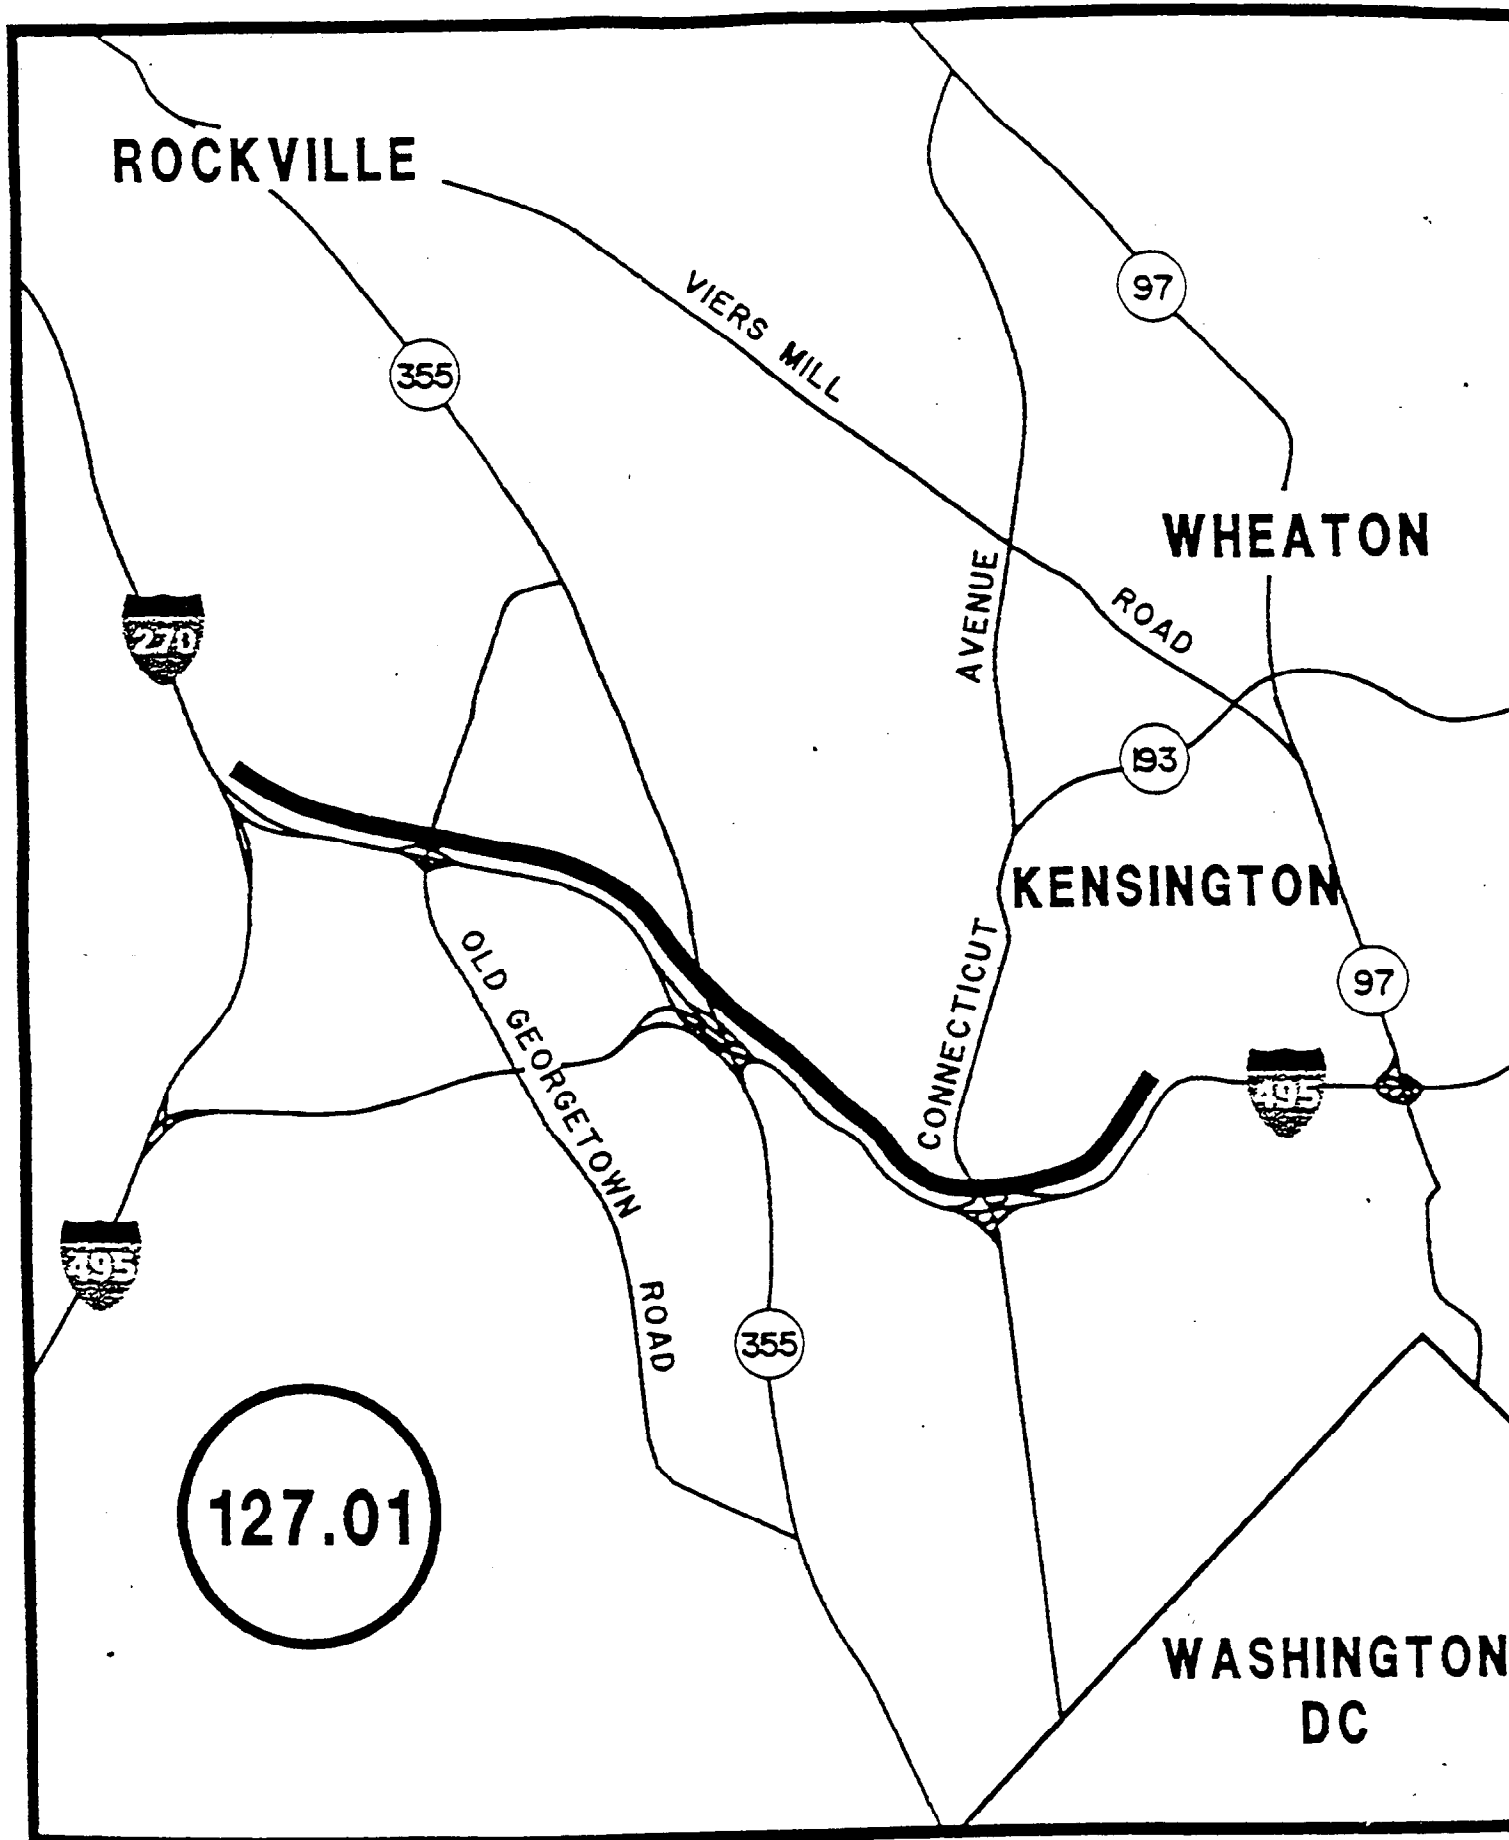 ROCKVILLE
97
VIERS MILL
355
WHEATON
AVENUE
ROAD
270
193
KENSINGTON
OLD GEORGETOWN
CONNECTICUT
97
495
495
ROAD
355
127.01
WASHINGTON
DC